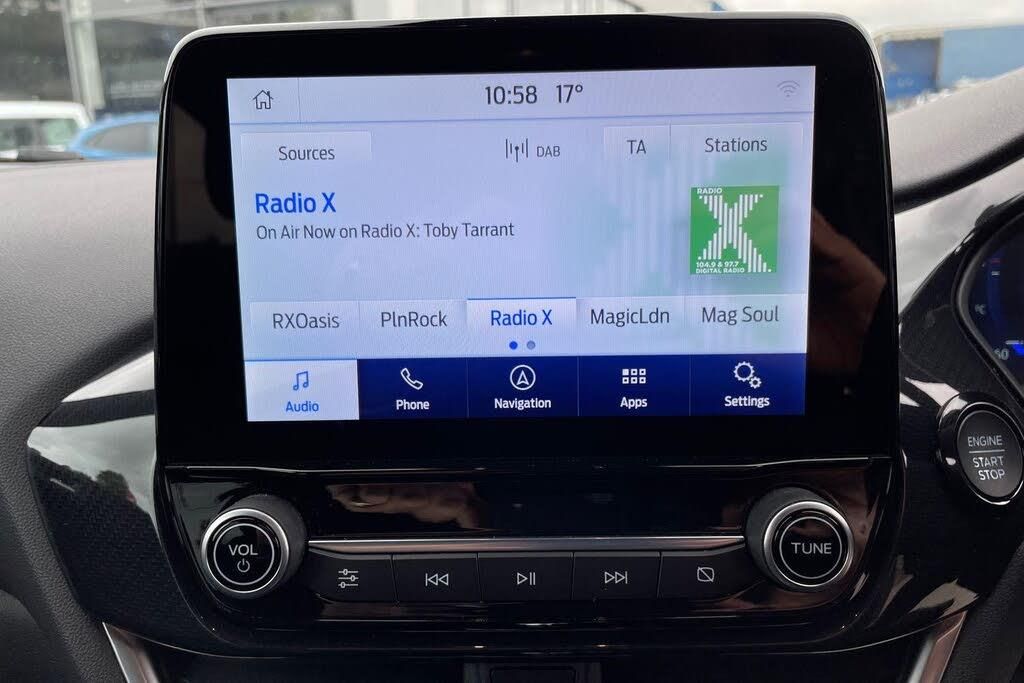 10:58 17°
Sources DAB TA Stations
Radio X
On Air Now on Radio X: Toby Tarrant
RADIO
X
104.9 & 97.7
DIGITAL RADIO
RXOasis PlnRock Radio X MagicLdn Mag Soul
Audio Phone Navigation Apps Settings
ENGINE
START
STOP
VOL
TUNE
60